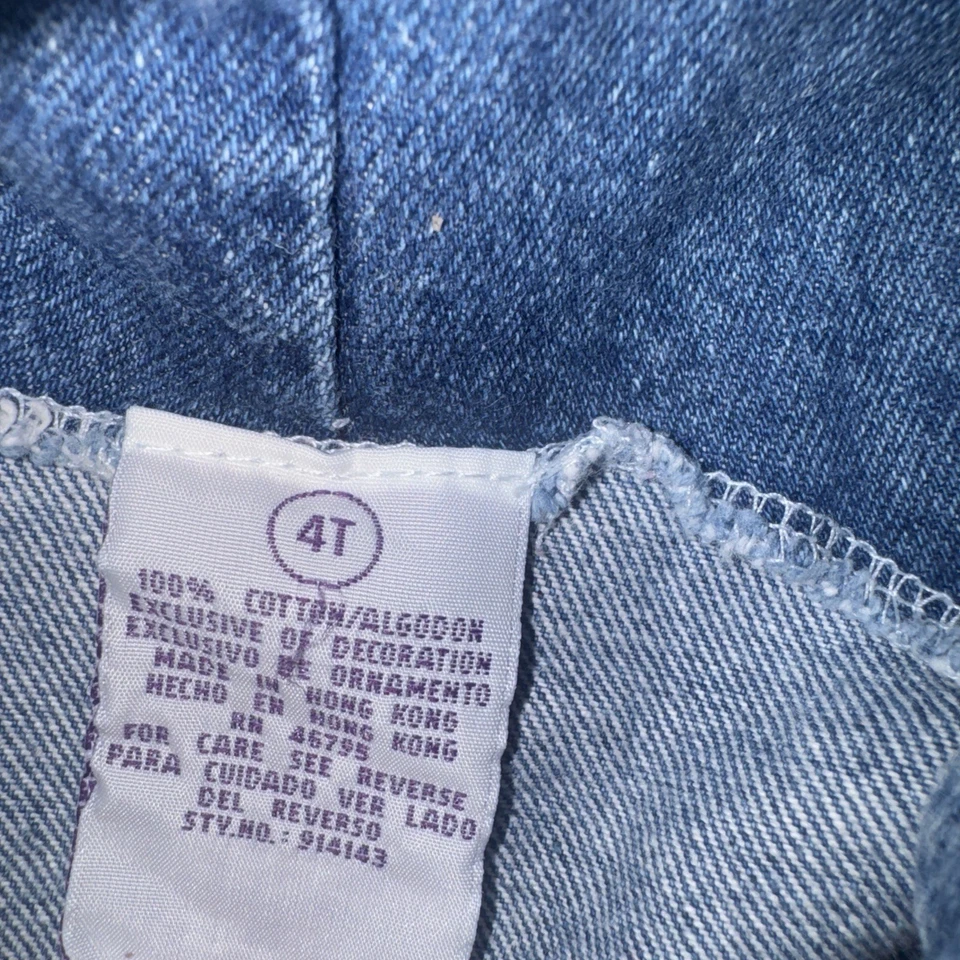 4T
100% COTTON/ALGODON
EXCLUSIVE OF DECORATION
EXCLUSIVO DE ORNAMENTO
MADE IN HONG KONG
HECHO EN HONG KONG
RN 46795
FOR CARE SEE REVERSE
PARA CUIDADO VER LADO
DEL REVERSO
STY.NO.: 914143